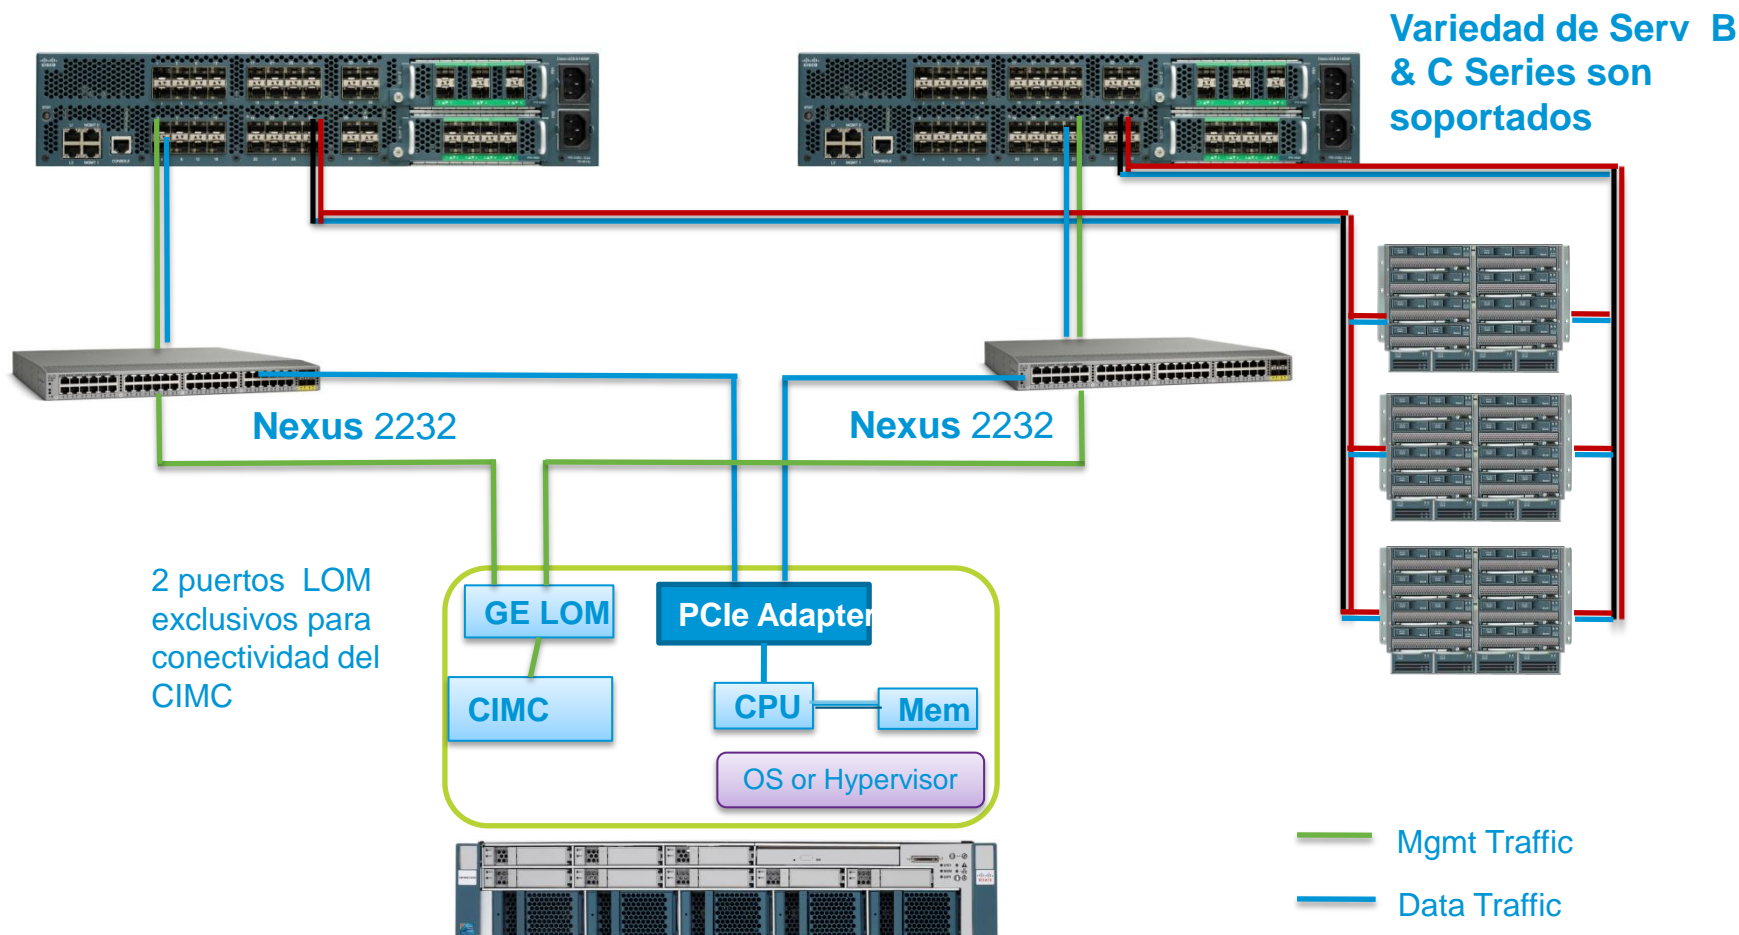 Variedad de Serv B
& C Series son
soportados
Nexus 2232
Nexus 2232
2 puertos LOM
exclusivos para
conectividad del
CIMC
GE LOM
PCIe Adapter
CIMC
CPU
Mem
OS or Hypervisor
Mgmt Traffic
Data Traffic